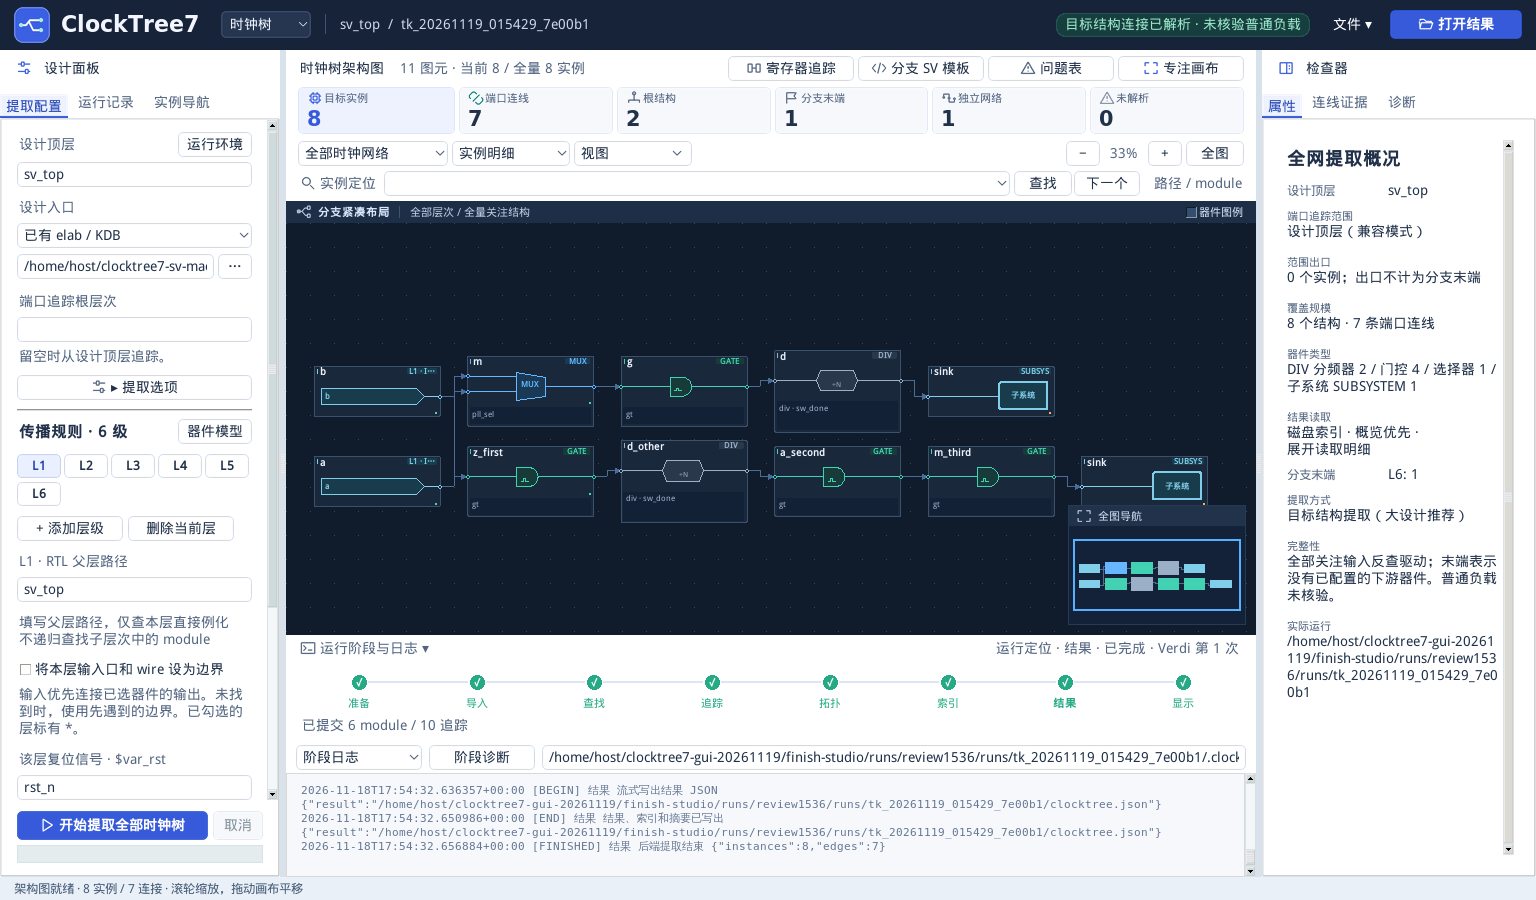 ClockTree7
时钟树
sv_top / tk_20261119_015429_7e00b1
目标结构连接已解析 · 未核验普通负载
文件 ▾
打开结果
设计面板
提取配置
运行记录
实例导航
设计顶层
运行环境
sv_top
设计入口
已有 elab / KDB
/home/host/clocktree7-sv-mac
...
端口追踪根层次
留空时从设计顶层追踪。
▸ 提取选项
传播规则 · 6 级
器件模型
L1
L2
L3
L4
L5
L6
+ 添加层级
删除当前层
L1 · RTL 父层路径
sv_top
填写父层路径，仅查本层直接例化
不递归查找子层次中的 module
将本层输入口和 wire 设为边界
输入优先连接已选器件的输出。未找
到时，使用先遇到的边界。已勾选的
层标有 *。
该层复位信号 · $var_rst
rst_n
开始提取全部时钟树
取消
时钟树架构图
11 图元 · 当前 8 / 全量 8 实例
寄存器追踪
分支 SV 模板
问题表
专注画布
目标实例
8
端口连线
7
根结构
2
分支末端
1
独立网络
1
未解析
0
全部时钟网络
实例明细
视图
−
33%
+
全图
实例定位
查找
下一个
路径 / module
分支紧凑布局
全部层次 / 全量关注结构
器件图例
b
L1 · I···
b
m
MUX
MUX
pll_sel
g
GATE
gt
d
DIV
÷N
div · sw_done
sink
SUBSYS
子系统
a
L1 · I···
a
z_first
GATE
gt
d_other
DIV
÷N
div · sw_done
a_second
GATE
gt
m_third
GATE
gt
sink
SUBSYS
子系统
全图导航
运行阶段与日志 ▾
运行定位 · 结果 · 已完成 · Verdi 第 1 次
准备
导入
查找
追踪
拓扑
索引
结果
显示
已提交 6 module / 10 追踪
阶段日志
阶段诊断
/home/host/clocktree7-gui-20261119/finish-studio/runs/review1536/runs/tk_20261119_015429_7e00b1/.clock
2026-11-18T17:54:32.636357+00:00 [BEGIN] 结果 流式写出结果 JSON
{"result":"/home/host/clocktree7-gui-20261119/finish-studio/runs/review1536/runs/tk_20261119_015429_7e00b1/clocktree.json"}
2026-11-18T17:54:32.650986+00:00 [END] 结果 结果、索引和摘要已写出
{"result":"/home/host/clocktree7-gui-20261119/finish-studio/runs/review1536/runs/tk_20261119_015429_7e00b1/clocktree.json"}
2026-11-18T17:54:32.656884+00:00 [FINISHED] 结果 后端提取结束 {"instances":8,"edges":7}
检查器
属性
连线证据
诊断
全网提取概况
设计顶层
sv_top
端口追踪范围
设计顶层（兼容模式）
范围出口
0 个实例；出口不计为分支末端
覆盖规模
8 个结构 · 7 条端口连线
器件类型
DIV 分频器 2 / 门控 4 / 选择器 1 /
子系统 SUBSYSTEM 1
结果读取
磁盘索引 · 概览优先 ·
展开读取明细
分支末端
L6: 1
提取方式
目标结构提取（大设计推荐）
完整性
全部关注输入反查驱动；末端表示
没有已配置的下游器件。普通负载
未核验。
实际运行
/home/host/clocktree7-gui-20261
119/finish-studio/runs/review153
6/runs/tk_20261119_015429_7e0
0b1
架构图就绪 · 8 实例 / 7 连接 · 滚轮缩放，拖动画布平移